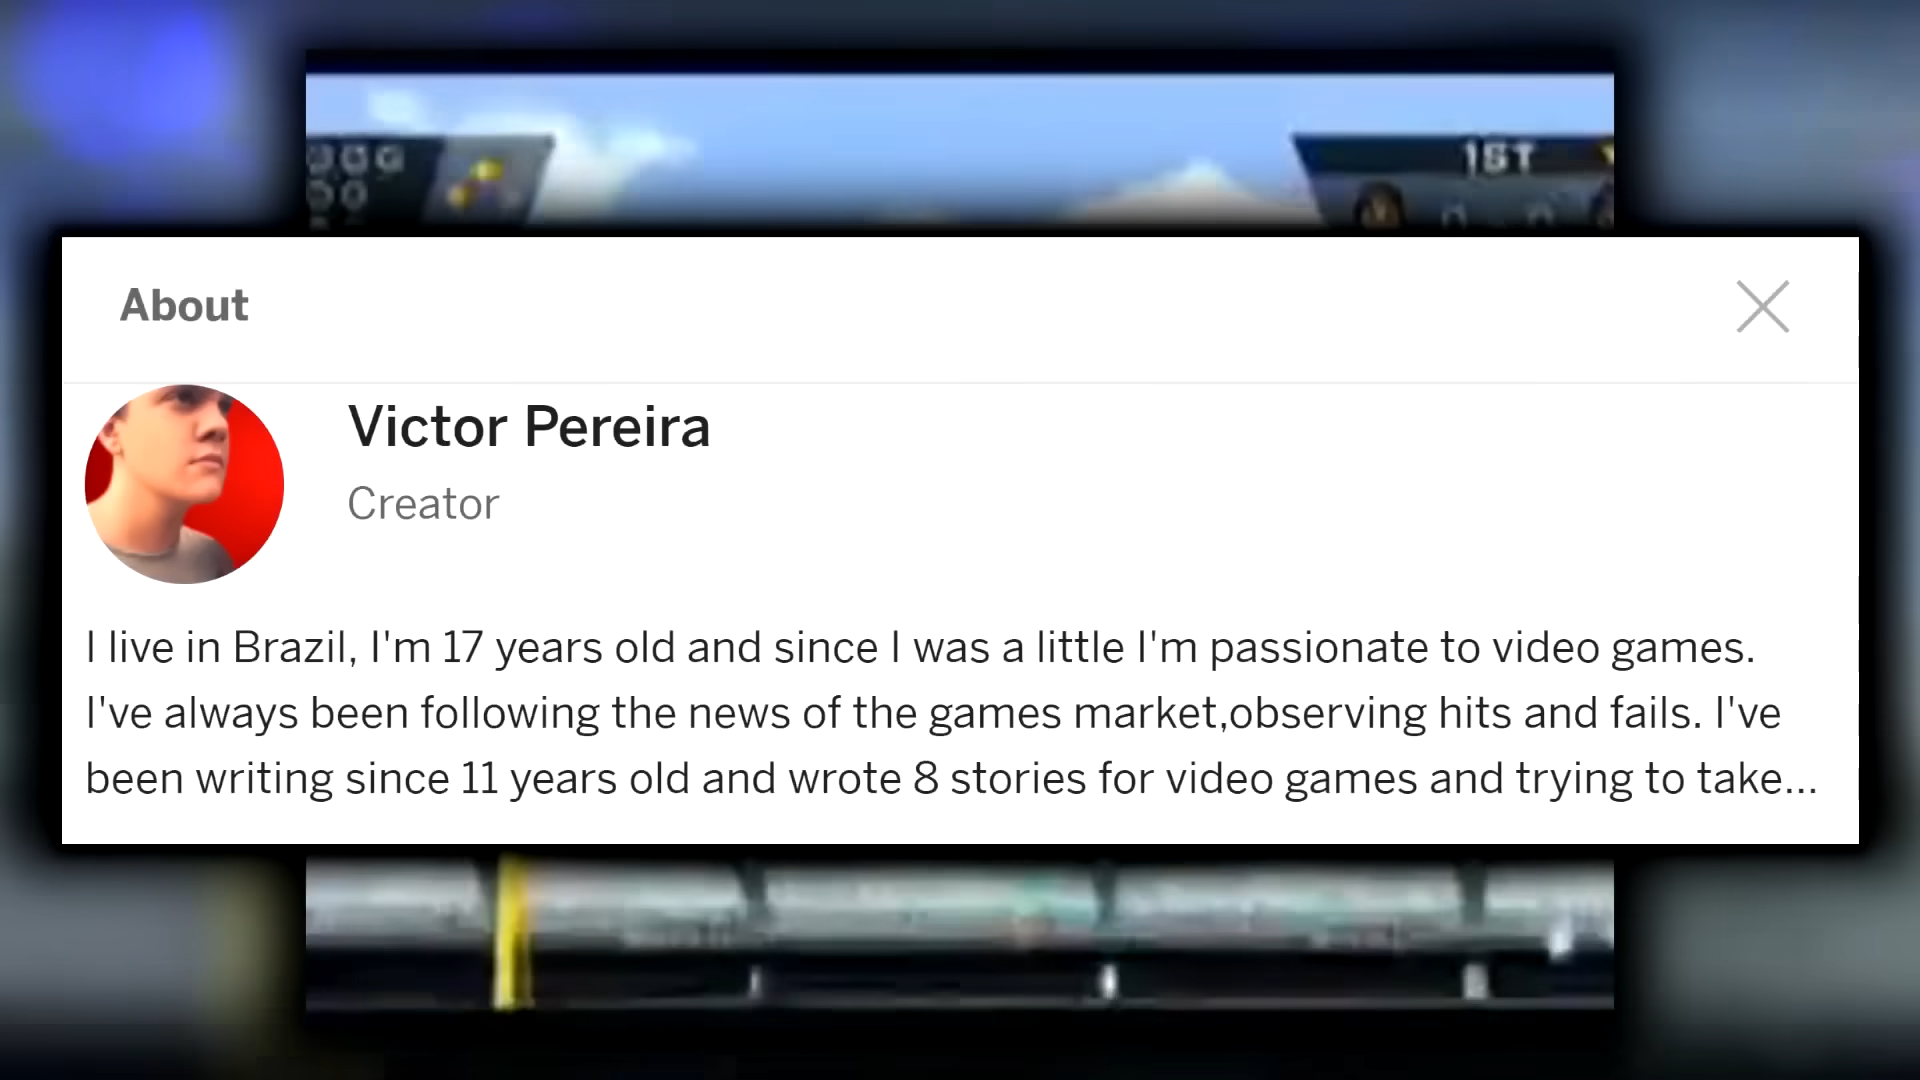 1ST
About
Victor Pereira
Creator
I live in Brazil, I'm 17 years old and since I was a little I'm passionate to video games.
I've always been following the news of the games market,observing hits and fails. I've
been writing since 11 years old and wrote 8 stories for video games and trying to take...